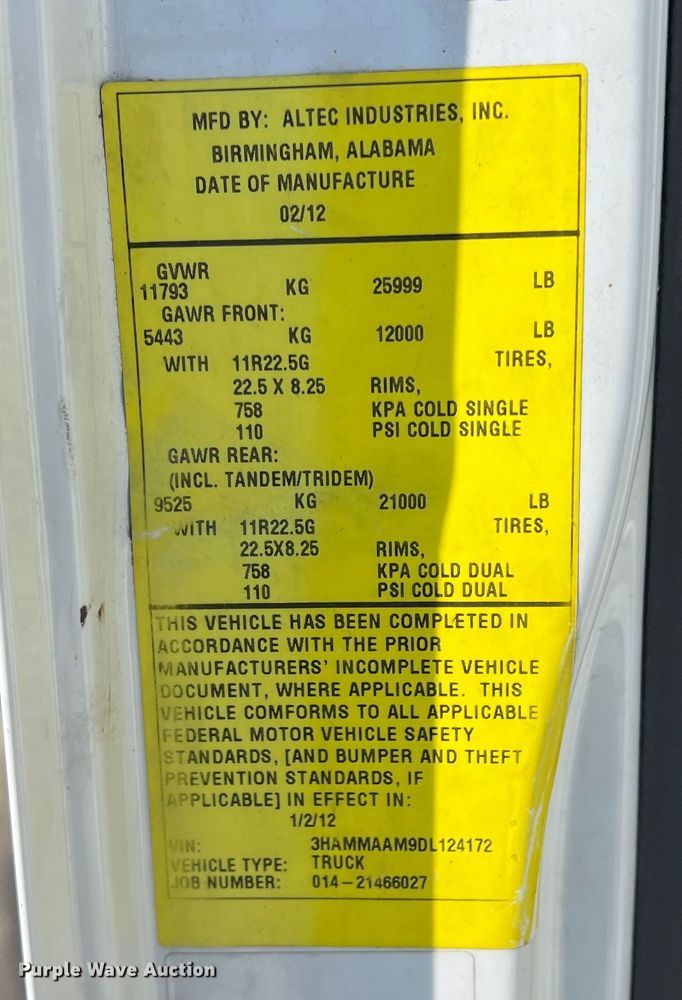 MFD BY: ALTEC INDUSTRIES, INC.
BIRMINGHAM, ALABAMA
DATE OF MANUFACTURE
02/12
GVWR
11793 KG 25999 LB
GAWR FRONT:
5443 KG 12000 LB
WITH 11R22.5G TIRES,
22.5 X 8.25 RIMS,
758 KPA COLD SINGLE
110 PSI COLD SINGLE
GAWR REAR:
(INCL. TANDEM/TRIDEM)
9525 KG 21000 LB
WITH 11R22.5G TIRES,
22.5X8.25 RIMS,
758 KPA COLD DUAL
110 PSI COLD DUAL
THIS VEHICLE HAS BEEN COMPLETED IN
ACCORDANCE WITH THE PRIOR
MANUFACTURERS' INCOMPLETE VEHICLE
DOCUMENT, WHERE APPLICABLE. THIS
VEHICLE COMFORMS TO ALL APPLICABLE
FEDERAL MOTOR VEHICLE SAFETY
STANDARDS, [AND BUMPER AND THEFT
PREVENTION STANDARDS, IF
APPLICABLE] IN EFFECT IN:
1/2/12
VIN: 3HAMMAAM9DL124172
VEHICLE TYPE: TRUCK
JOB NUMBER: 014-21466027
Purple Wave Auction